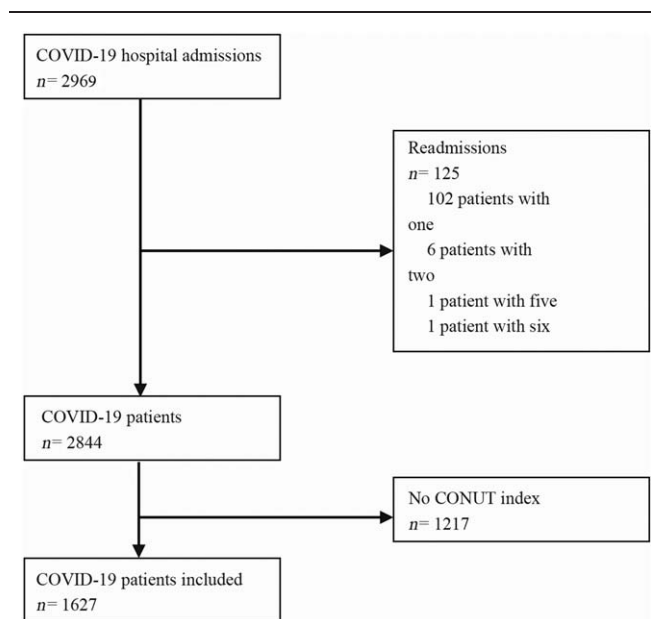 COVID-19 hospital admissions
n= 2969
Readmissions
n= 125
102 patients with
one
6 patients with
two
1 patient with five
1 patient with six
COVID-19 patients
n= 2844
No CONUT index
n= 1217
COVID-19 patients included
n= 1627